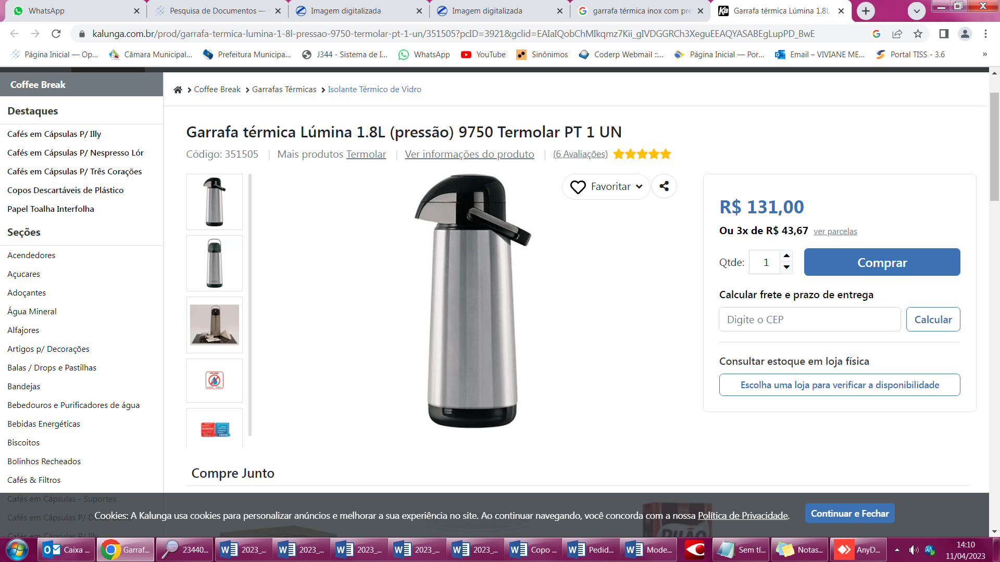 WhatsApp
Pesquisa de Documentos —
Imagem digitalizada
Imagem digitalizada
garrafa térmica inox com pre
Garrafa térmica Lúmina 1.8L
kalunga.com.br/prod/garrafa-termica-lumina-1-8l-pressao-9750-termolar-pt-1-un/351505?pcID=3921&gclid=EAIaIQobChMIkqmz7Kii_gIVDGGRCh3XeguEEAQYASABEgLupPD_BwE
Página Inicial — Op...
Câmara Municipal...
Prefeitura Municipa...
J344 - Sistema de I...
WhatsApp
YouTube
Sinônimos
Coderp Webmail ::...
Página Inicial — Por...
Email – VIVIANE ME...
Portal TISS - 3.6
»
Coffee Break
Destaques
Cafés em Cápsulas P/ Illy
Cafés em Cápsulas P/ Nespresso Lór
Cafés em Cápsulas P/ Três Corações
Copos Descartáveis de Plástico
Papel Toalha Interfolha
Seções
Acendedores
Açucares
Adoçantes
Água Mineral
Alfajores
Artigos p/ Decorações
Balas / Drops e Pastilhas
Bandejas
Bebedouros e Purificadores de água
Bebidas Energéticas
Biscoitos
Bolinhos Recheados
Cafés & Filtros
Cafés em Cápsulas - Suportes
Cafés em Cápsulas P/ Illy
Coffee Break
Garrafas Térmicas
Isolante Térmico de Vidro
Garrafa térmica Lúmina 1.8L (pressão) 9750 Termolar PT 1 UN
Código: 351505 | Mais produtos Termolar | Ver informações do produto | (6 Avaliações)
Favoritar
QUENTES
FRIOS
R$ 131,00
Ou 3x de R$ 43,67 ver parcelas
Qtde: 1
Comprar
Calcular frete e prazo de entrega
Digite o CEP
Calcular
Consultar estoque em loja física
Escolha uma loja para verificar a disponibilidade
Compre Junto
PILÃO
Cookies: A Kalunga usa cookies para personalizar anúncios e melhorar a sua experiência no site. Ao continuar navegando, você concorda com a nossa Política de Privacidade.
Continuar e Fechar
Caixa ...
Garraf...
23440...
2023_...
2023_...
2023_...
2023_...
2023_...
Copo ...
Pedid...
Mode...
Sem tí...
Notas...
AnyD...
14:10
11/04/2023